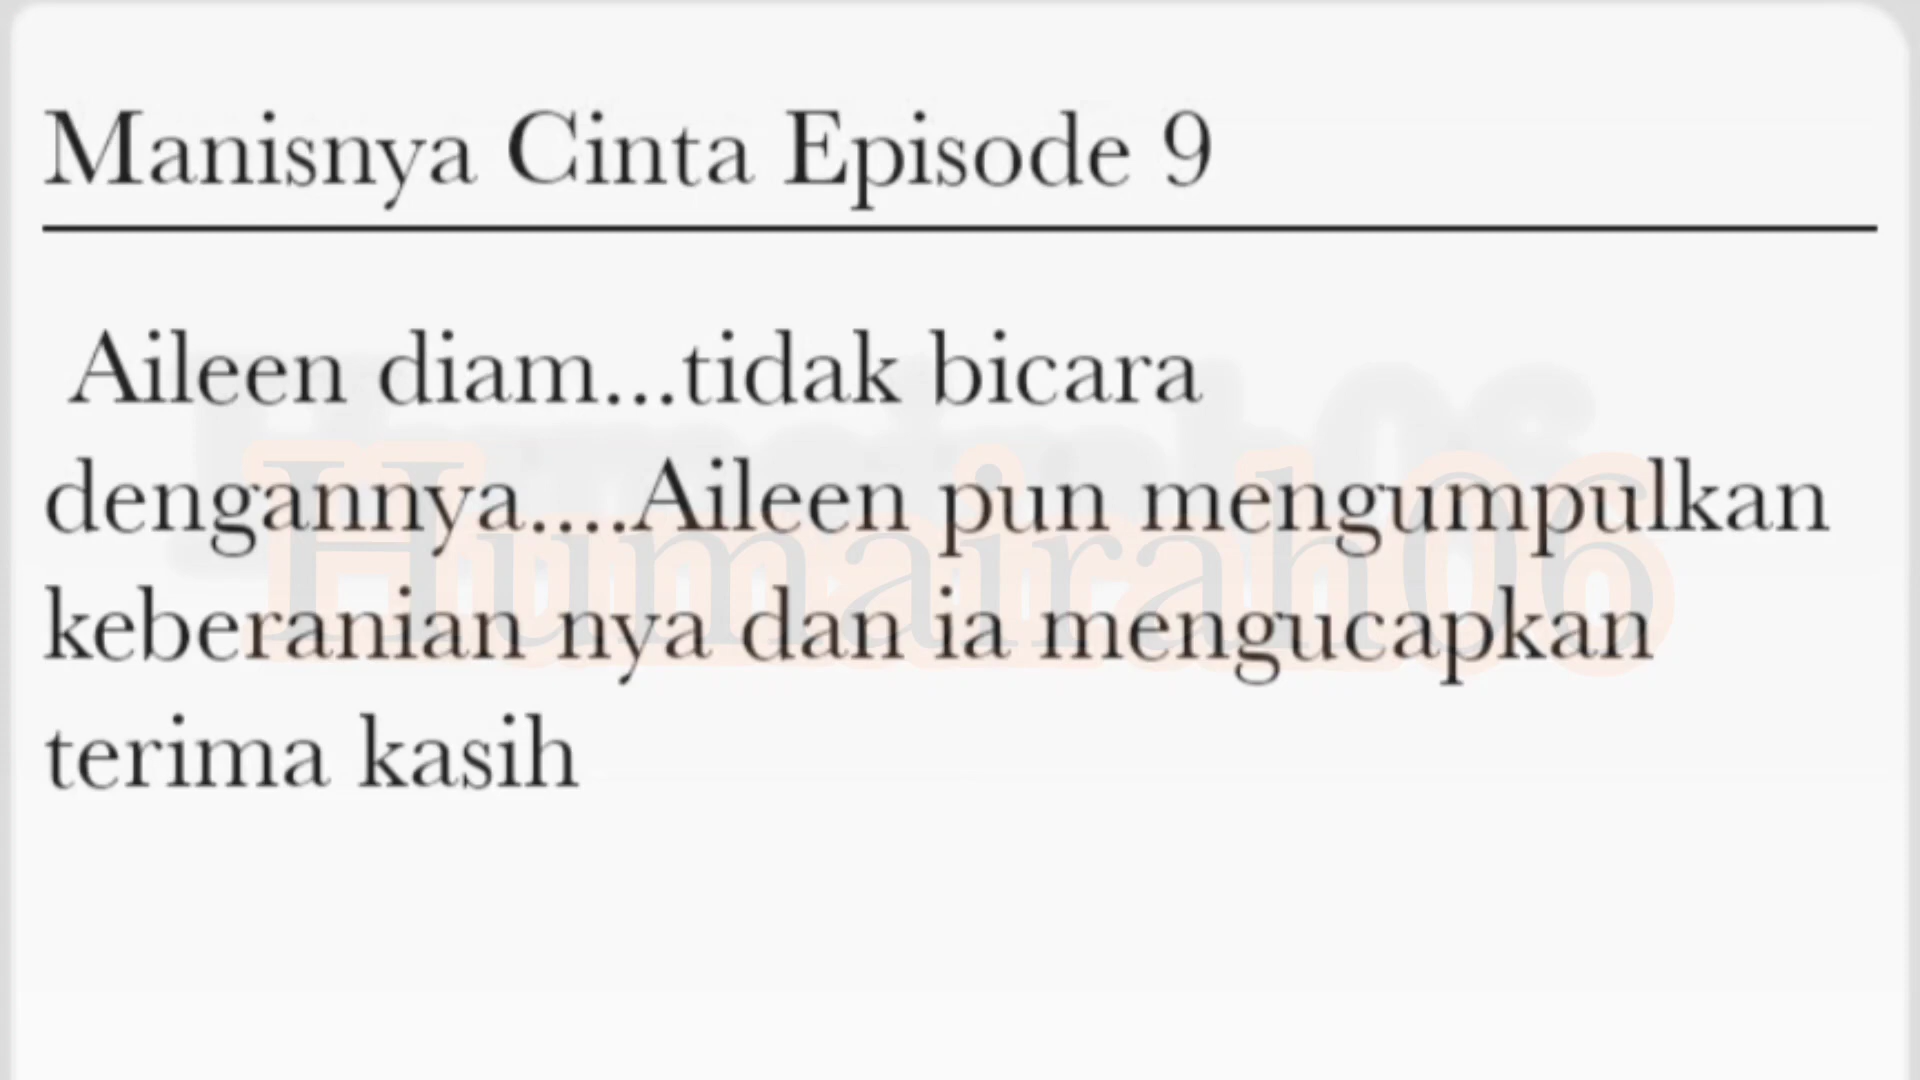 Manisnya Cinta Episode 9
Aileen diam...tidak bicara
dengannya....Aileen pun mengumpulkan
keberanian nya dan ia mengucapkan
terima kasih
Humairah06